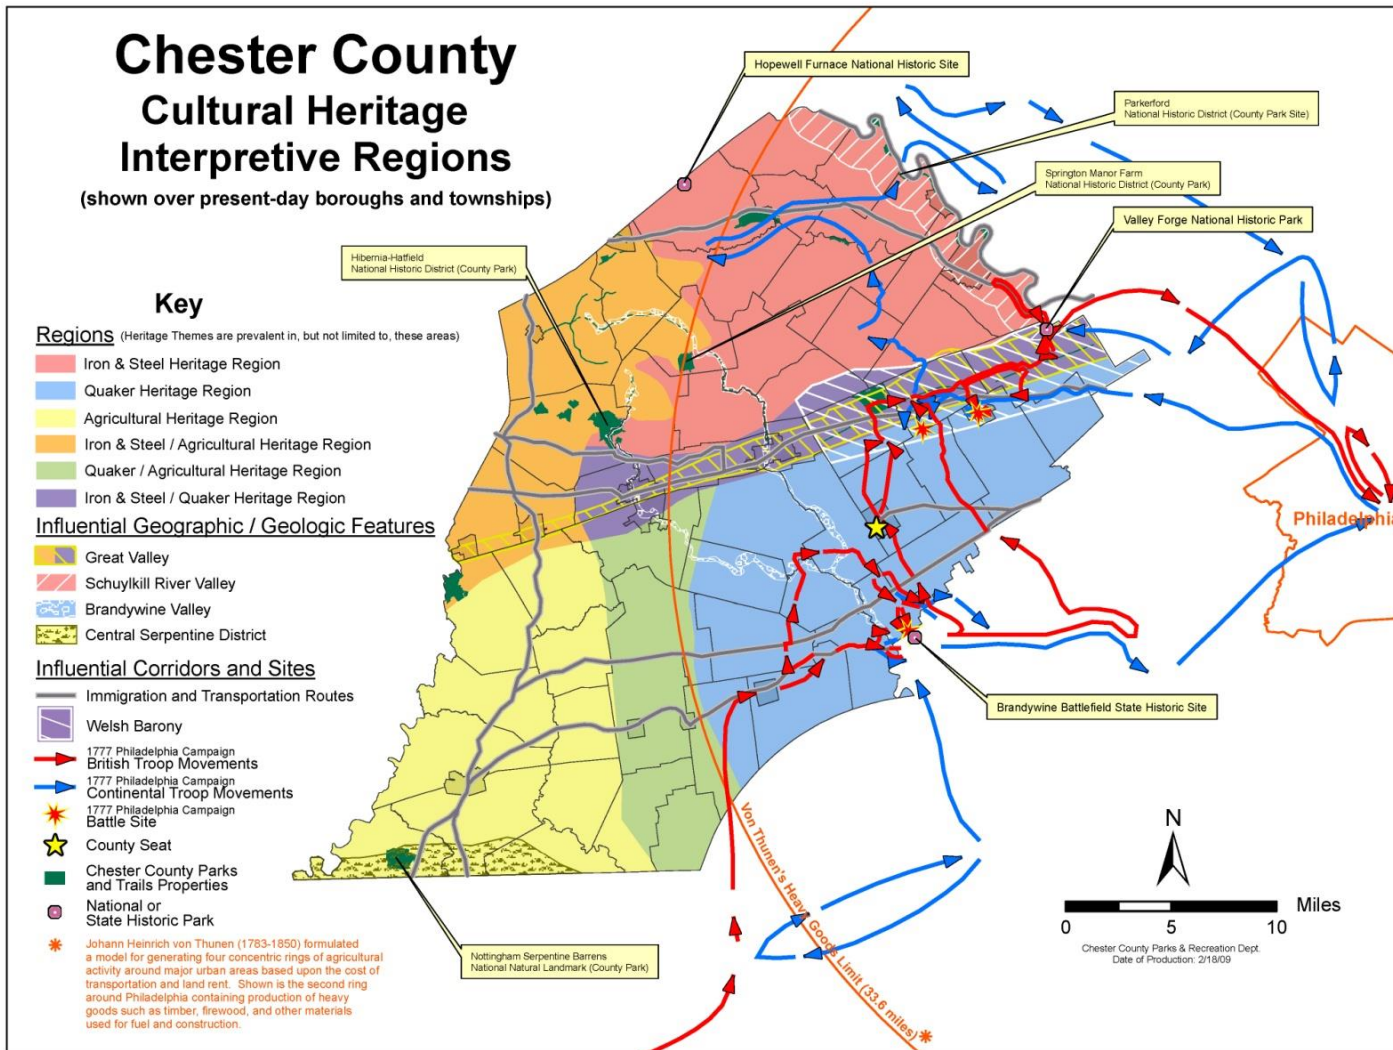 Chester County
Cultural Heritage
Interpretive Regions
(shown over present-day boroughs and townships)
Hopewell Furnace National Historic Site
Parkerford
National Historic District (County Park Site)
Springton Manor Farm
National Historic District (County Park)
Valley Forge National Historic Park
Hibernia-Hatfield
National Historic District (County Park)
Key
Regions (Heritage Themes are prevalent in, but not limited to, these areas)
Iron & Steel Heritage Region
Quaker Heritage Region
Agricultural Heritage Region
Iron & Steel / Agricultural Heritage Region
Quaker / Agricultural Heritage Region
Iron & Steel / Quaker Heritage Region
Influential Geographic / Geologic Features
Great Valley
Schuylkill River Valley
Brandywine Valley
Central Serpentine District
Influential Corridors and Sites
Immigration and Transportation Routes
Welsh Barony
1777 Philadelphia Campaign
British Troop Movements
1777 Philadelphia Campaign
Continental Troop Movements
1777 Philadelphia Campaign
Battle Site
County Seat
Chester County Parks
and Trails Properties
National or
State Historic Park
Johann Heinrich von Thunen (1783-1850) formulated
a model for generating four concentric rings of agricultural
activity around major urban areas based upon the cost of
transportation and land rent. Shown is the second ring
around Philadelphia containing production of heavy
goods such as timber, firewood, and other materials
used for fuel and construction.
Philadelphia
Brandywine Battlefield State Historic Site
Von Thunen's Heavy Goods Limit (33.6 miles)
Nottingham Serpentine Barrens
National Natural Landmark (County Park)
N
0 5 10 Miles
Chester County Parks & Recreation Dept.
Date of Production: 2/18/09